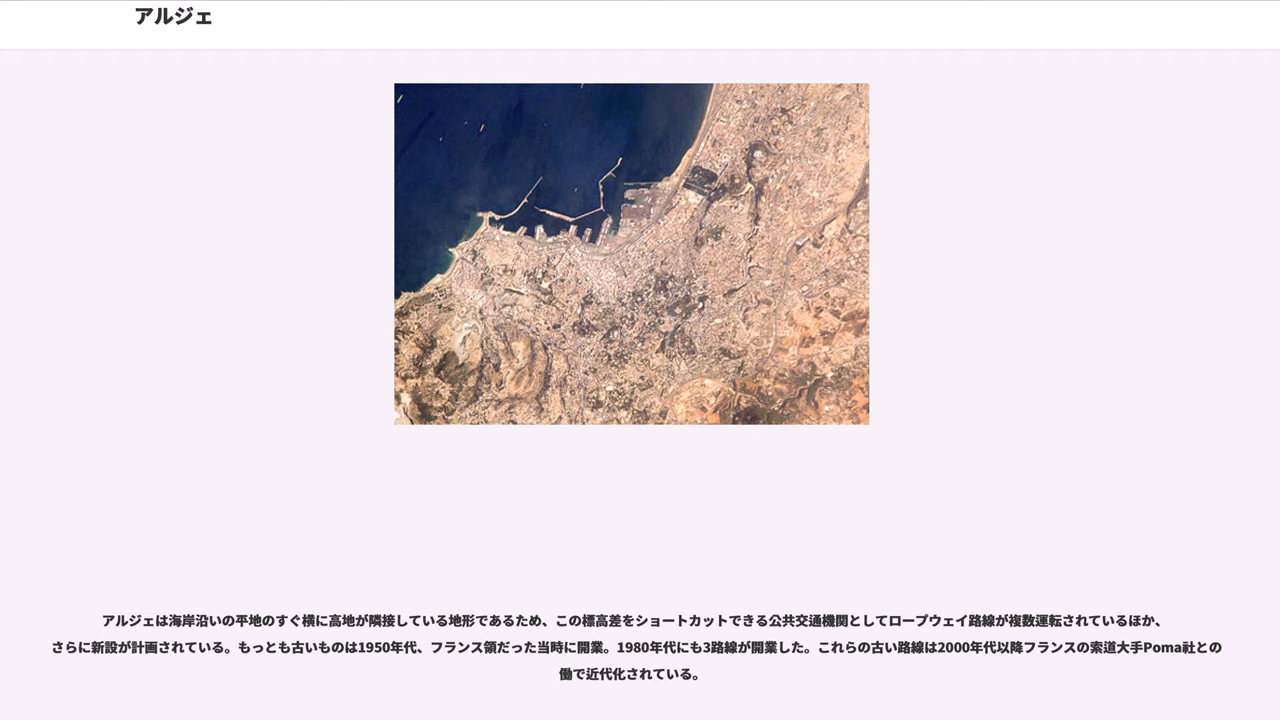 アルジェ
アルジェは海岸沿いの平地のすぐ横に高地が隣接している地形であるため、この標高差をショートカットできる公共交通機関としてロープウェイ路線が複数運転されているほか、
さらに新設が計画されている。もっとも古いものは1950年代、フランス領だった当時に開業。1980年代にも3路線が開業した。これらの古い路線は2000年代以降フランスの索道大手Poma社との
働で近代化されている。